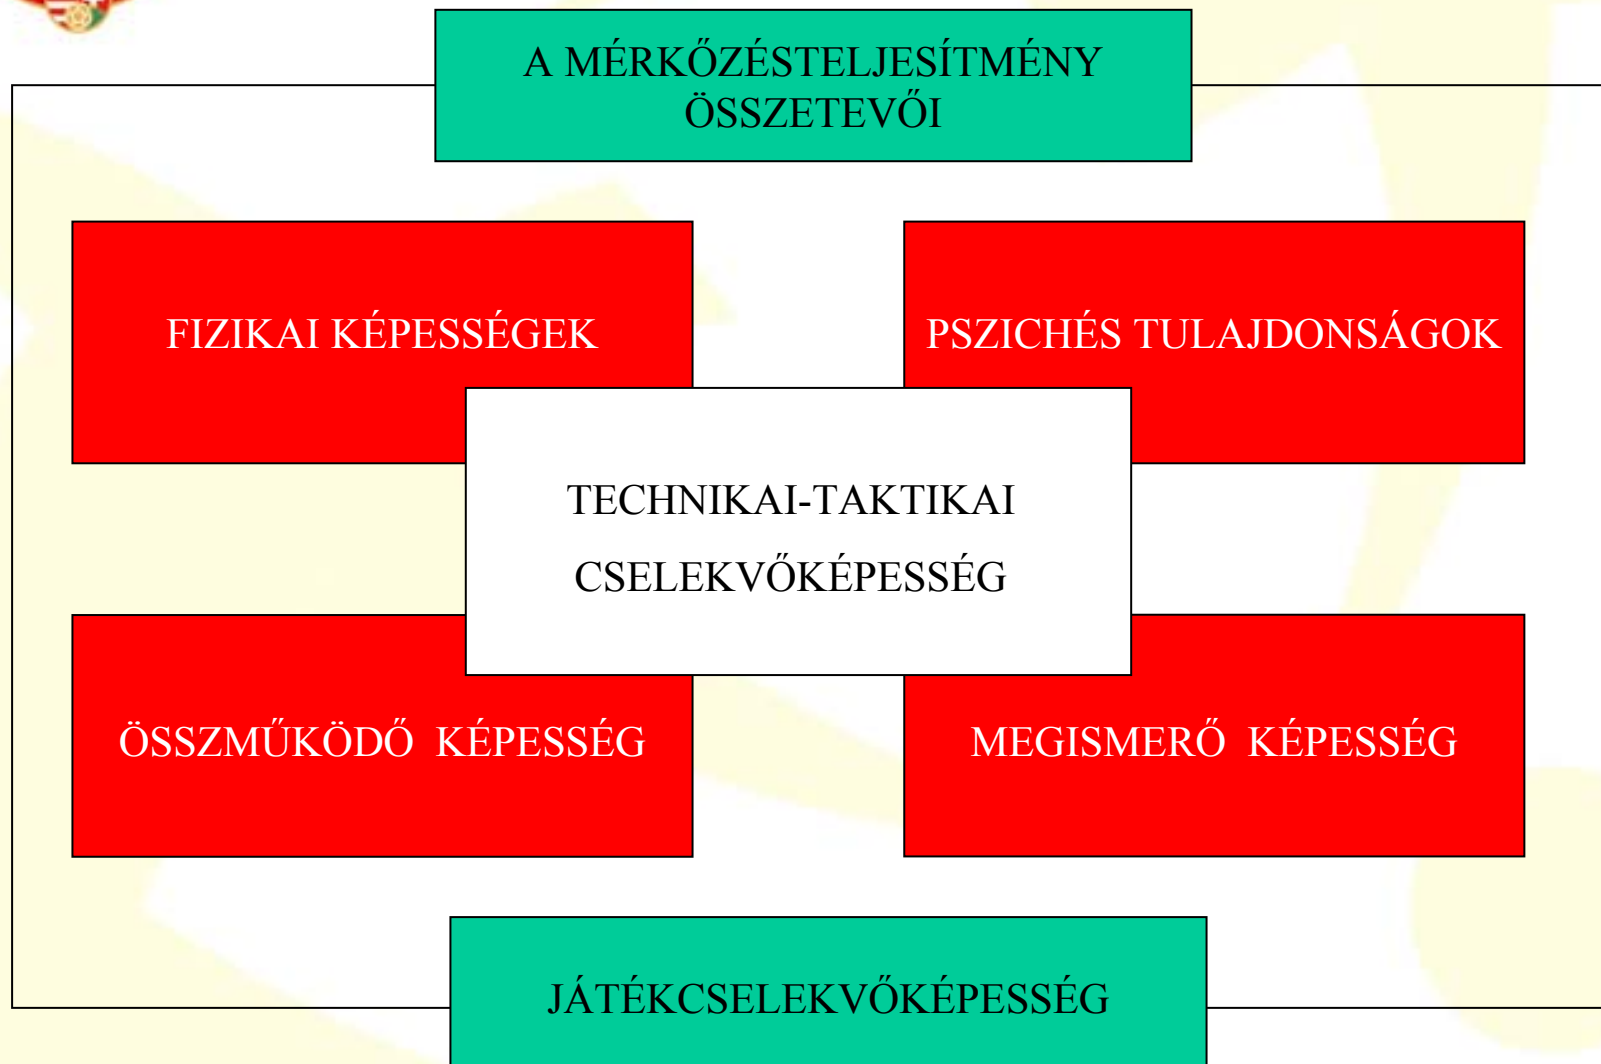 A MÉRKŐZÉSTELJESÍTMÉNY
ÖSSZETEVŐI
FIZIKAI KÉPESSÉGEK
PSZICHÉS TULAJDONSÁGOK
TECHNIKAI-TAKTIKAI
CSELEKVŐKÉPESSÉG
ÖSSZMŰKÖDŐ KÉPESSÉG
MEGISMERŐ KÉPESSÉG
JÁTÉKCSELEKVŐKÉPESSÉG